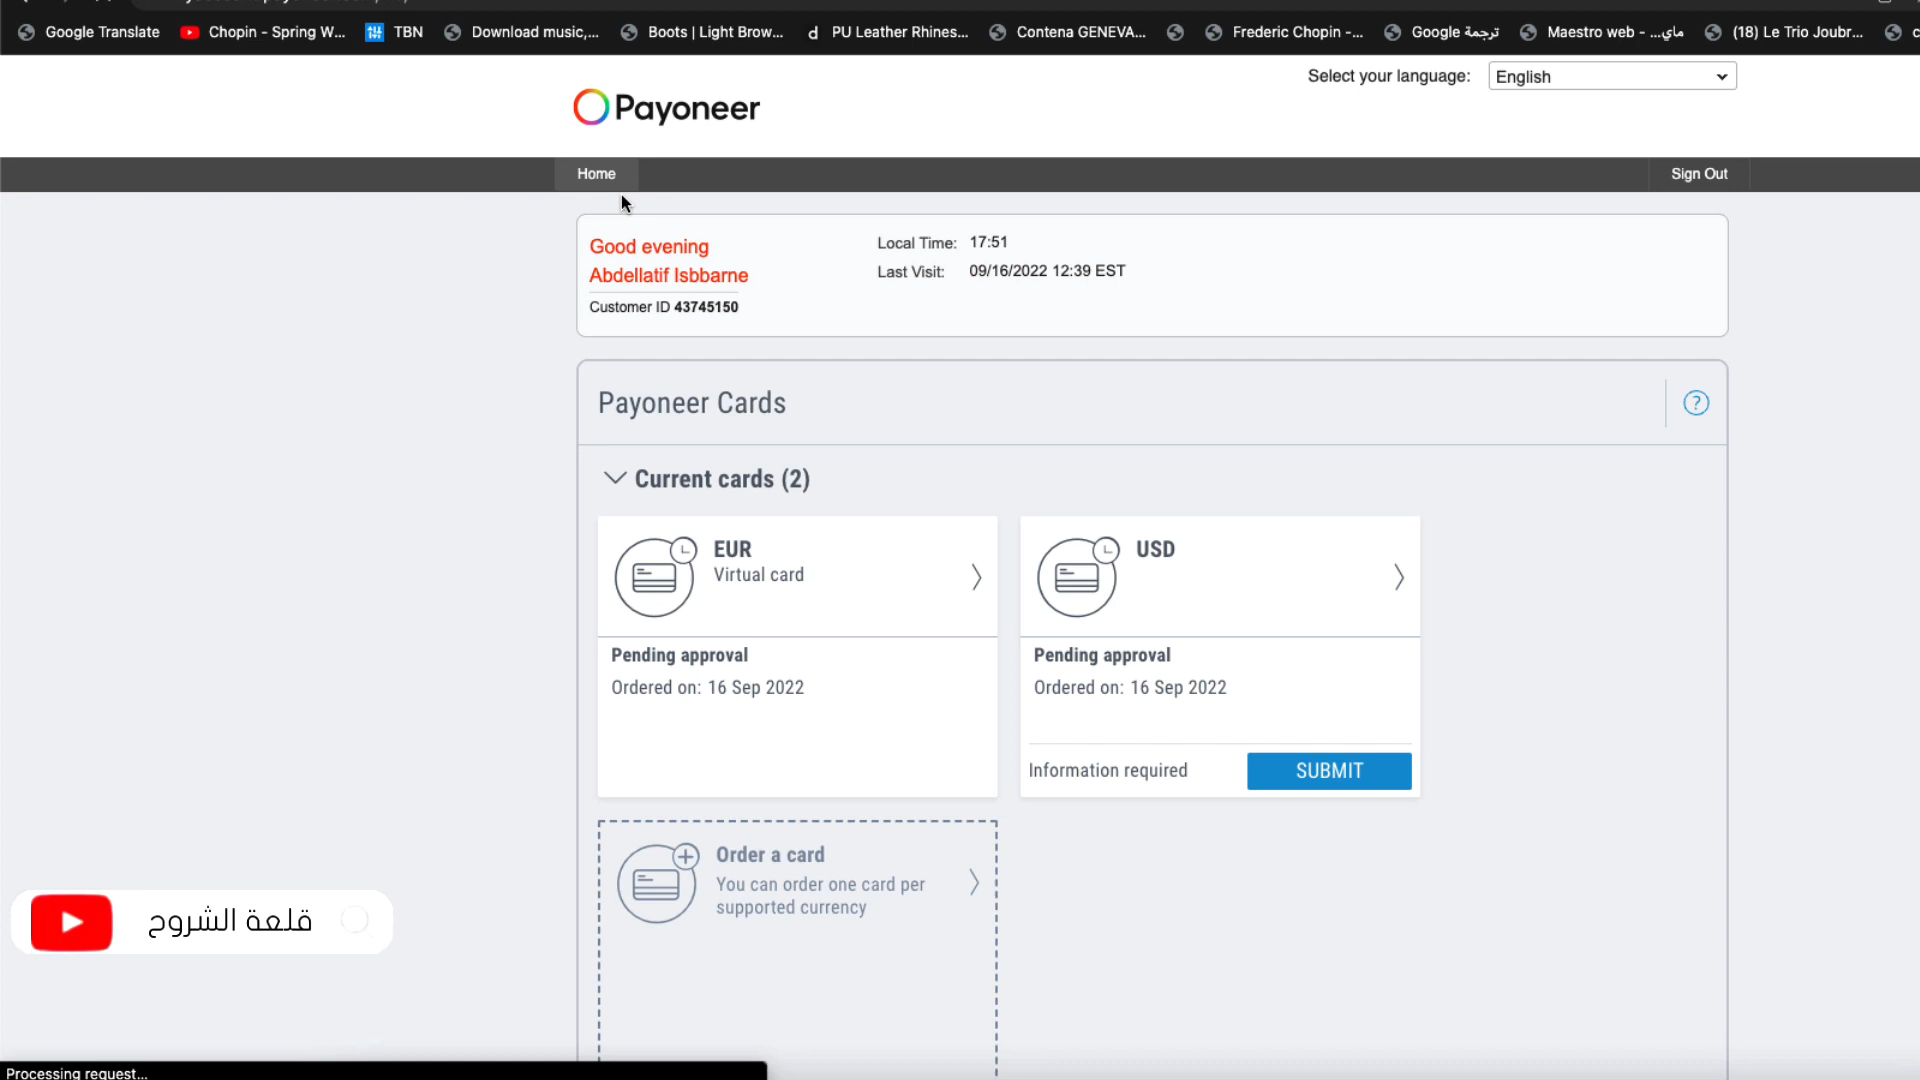 Google Translate
Chopin - Spring W...
TBN
Download music,...
Boots | Light Brow...
PU Leather Rhines...
Contena GENEVA...
Frederic Chopin -...
ترجمة Google
Maestro web - ...ماي
(18) Le Trio Joubr...
Select your language:
English
Payoneer
Home
Sign Out
Good evening
Abdellatif Isbbarne
Customer ID 43745150
Local Time: 17:51
Last Visit: 09/16/2022 12:39 EST
Payoneer Cards
?
Current cards (2)
EUR
Virtual card
Pending approval
Ordered on: 16 Sep 2022
USD
Pending approval
Ordered on: 16 Sep 2022
Information required
SUBMIT
Order a card
You can order one card per
supported currency
قلعة الشروح
Processing request...